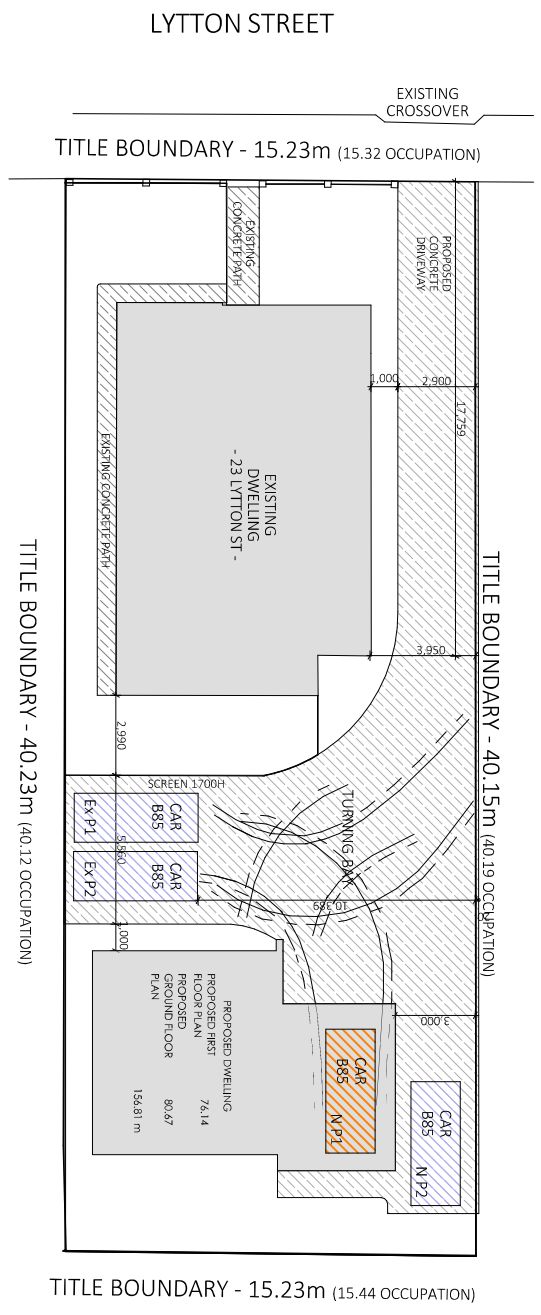 LYTTON STREET
EXISTING
CROSSOVER
TITLE BOUNDARY - 15.23m (15.32 OCCUPATION)
EXISTING
CONCRETE PATH
PROPOSED
CONCRETE
DRIVEWAY
1,000
2,900
17,759
EXISTING
DWELLING
- 23 LYTTON ST -
EXISTING CONCRETE PATH
TITLE BOUNDARY - 40.23m (40.12 OCCUPATION)
TITLE BOUNDARY - 40.15m (40.19 OCCUPATION)
3,950
2,990
SCREEN 1700H
TURNING BAY
CAR
B85
Ex P1
5,550
CAR
B85
Ex P2
10,389
1,000
3,000
PROPOSED DWELLING
PROPOSED FIRST
FLOOR PLAN 76.14
PROPOSED
GROUND FLOOR 80.67
PLAN
156.81 m
CAR
B85
N P1
CAR
B85
N P2
TITLE BOUNDARY - 15.23m (15.44 OCCUPATION)